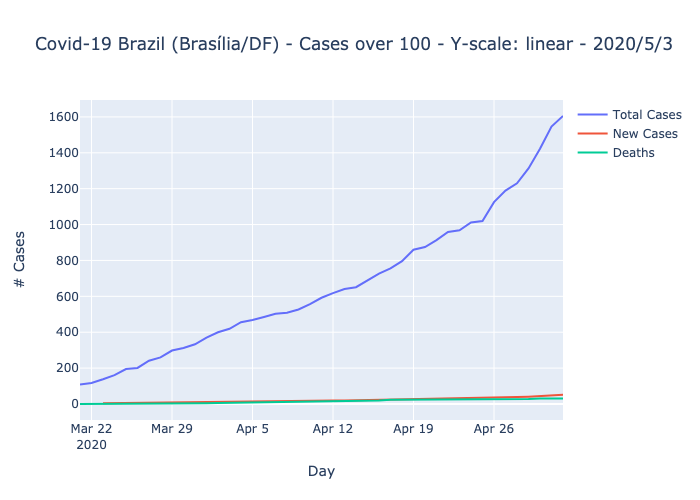 Covid-19 Brazil (Brasília/DF) - Cases over 100 - Y-scale: linear - 2020/5/3
Total Cases
New Cases
Deaths
# Cases
1600
1400
1200
1000
800
600
400
200
0
Mar 22 Mar 29 Apr 5 Apr 12 Apr 19 Apr 26
2020
Day